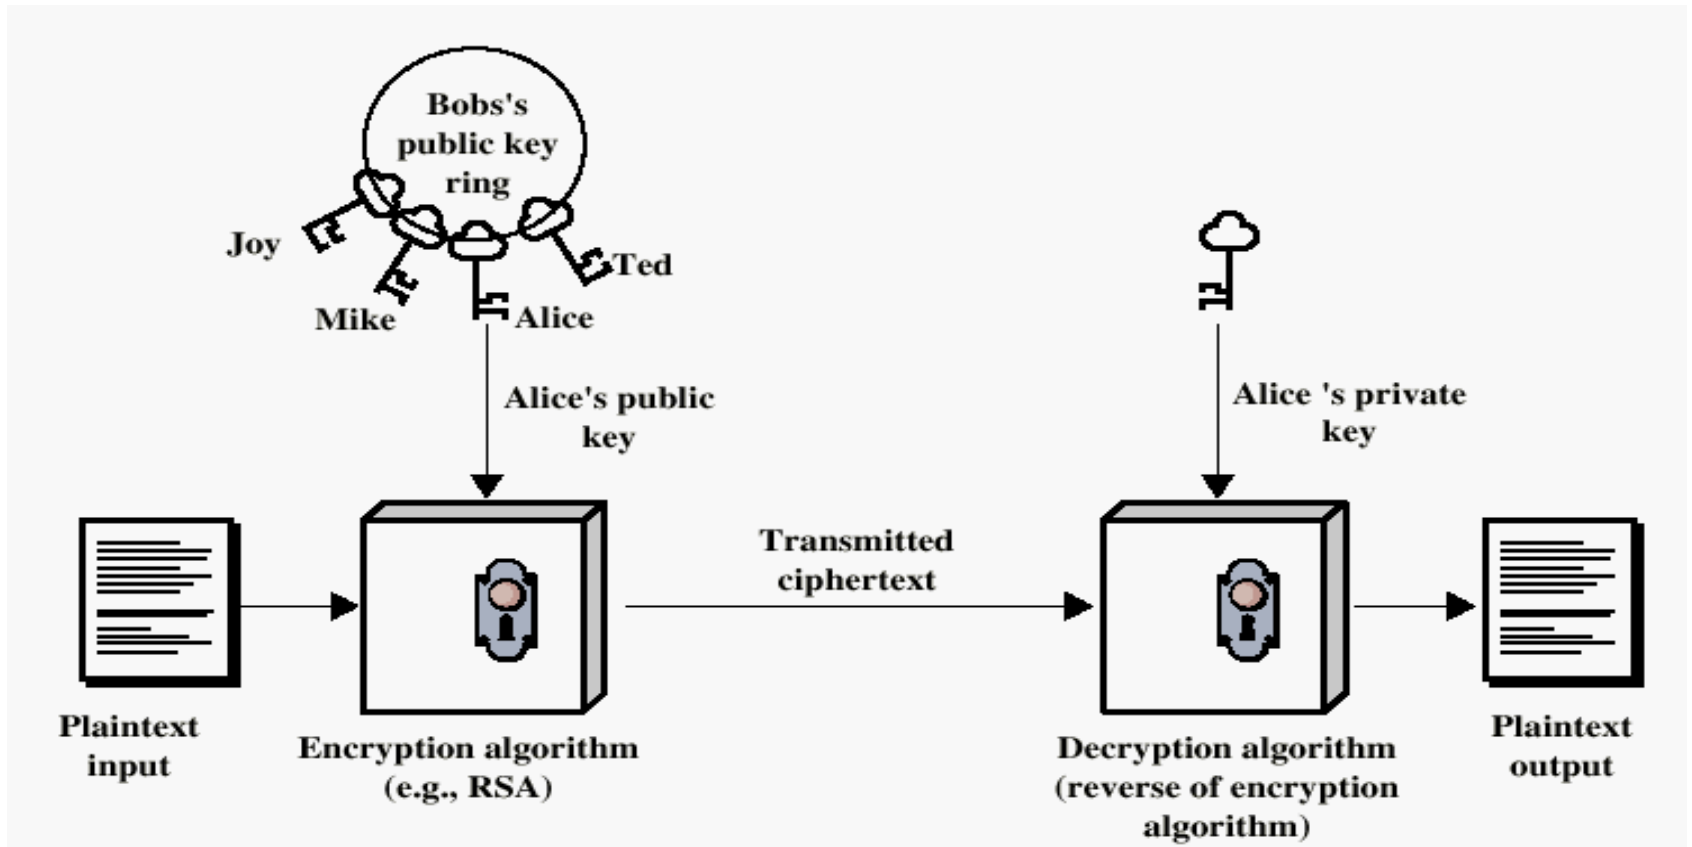 Bobs's
public key
ring
Joy
Mike
Alice
Ted
Alice's public
key
Alice 's private
key
Transmitted
ciphertext
Plaintext
input
Encryption algorithm
(e.g., RSA)
Decryption algorithm
(reverse of encryption
algorithm)
Plaintext
output